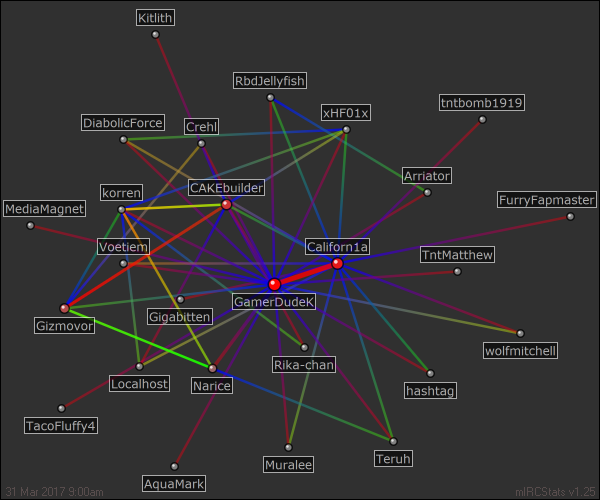 Kitlith
RbdJellyfish
tntbomb1919
xHF01x
DiabolicForce
Crehl
Arriator
CAKEbuilder
korren
FurryFapmaster
MediaMagnet
Voetiem
Californ1a
TntMatthew
GamerDudeK
Gigabitten
Gizmovor
wolfmitchell
Rika-chan
Localhost
Narice
hashtag
TacoFluffy4
Teruh
Muralee
AquaMark
31 Mar 2017 9:00am
mIRCStats v1.25